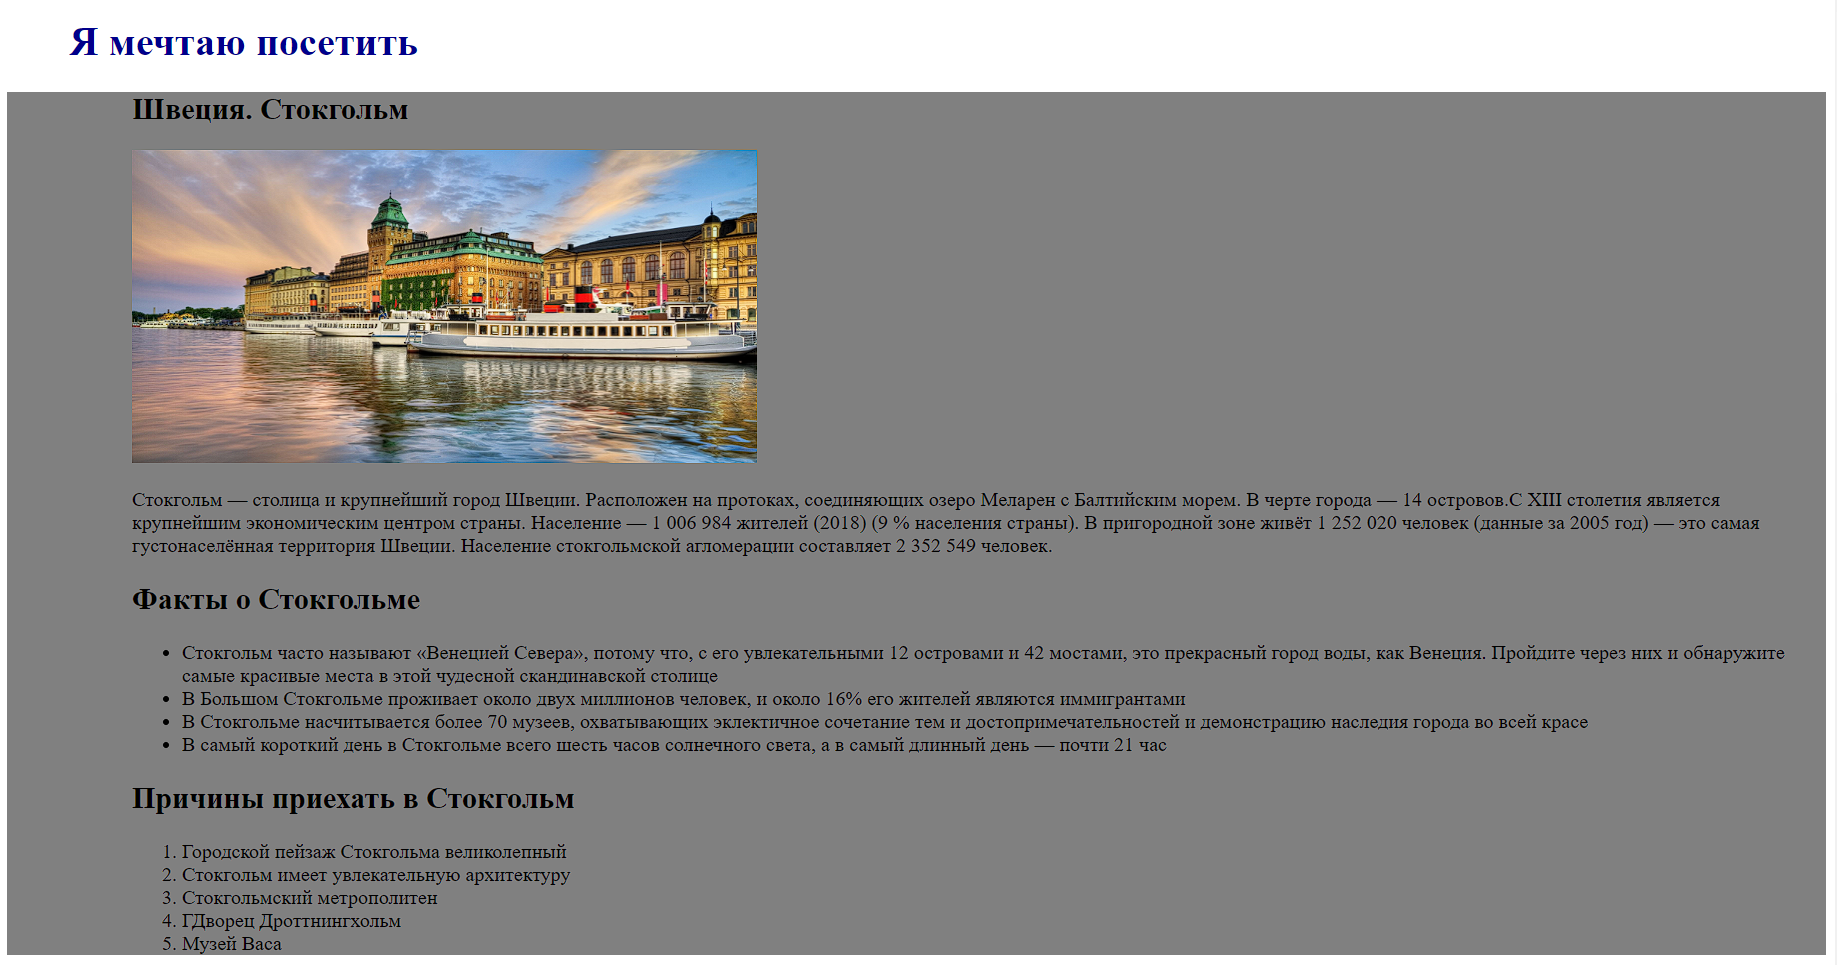 Я мечтаю посетить
Швеция. Стокгольм
Стокгольм — столица и крупнейший город Швеции. Расположен на протоках, соединяющих озеро Меларен с Балтийским морем. В черте города — 14 островов.С XIII столетия является
крупнейшим экономическим центром страны. Население — 1 006 984 жителей (2018) (9 % населения страны). В пригородной зоне живёт 1 252 020 человек (данные за 2005 год) — это самая
густонаселённая территория Швеции. Население стокгольмской агломерации составляет 2 352 549 человек.
Факты о Стокгольме
• Стокгольм часто называют «Венецией Севера», потому что, с его увлекательными 12 островами и 42 мостами, это прекрасный город воды, как Венеция. Пройдите через них и обнаружите
самые красивые места в этой чудесной скандинавской столице
• В Большом Стокгольме проживает около двух миллионов человек, и около 16% его жителей являются иммигрантами
• В Стокгольме насчитывается более 70 музеев, охватывающих эклектичное сочетание тем и достопримечательностей и демонстрацию наследия города во всей красе
• В самый короткий день в Стокгольме всего шесть часов солнечного света, а в самый длинный день — почти 21 час
Причины приехать в Стокгольм
1. Городской пейзаж Стокгольма великолепный
2. Стокгольм имеет увлекательную архитектуру
3. Стокгольмский метрополитен
4. ГДворец Дроттнингхольм
5. Музей Васа